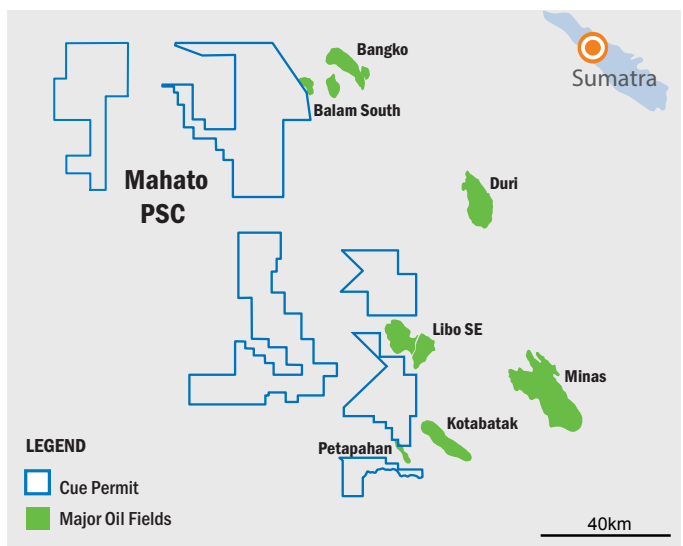 Bangko
Sumatra
Balam South
Mahato
PSC
Duri
Libo SE
Minas
Kotabatak
Petapahan
LEGEND
Cue Permit
Major Oil Fields
40km